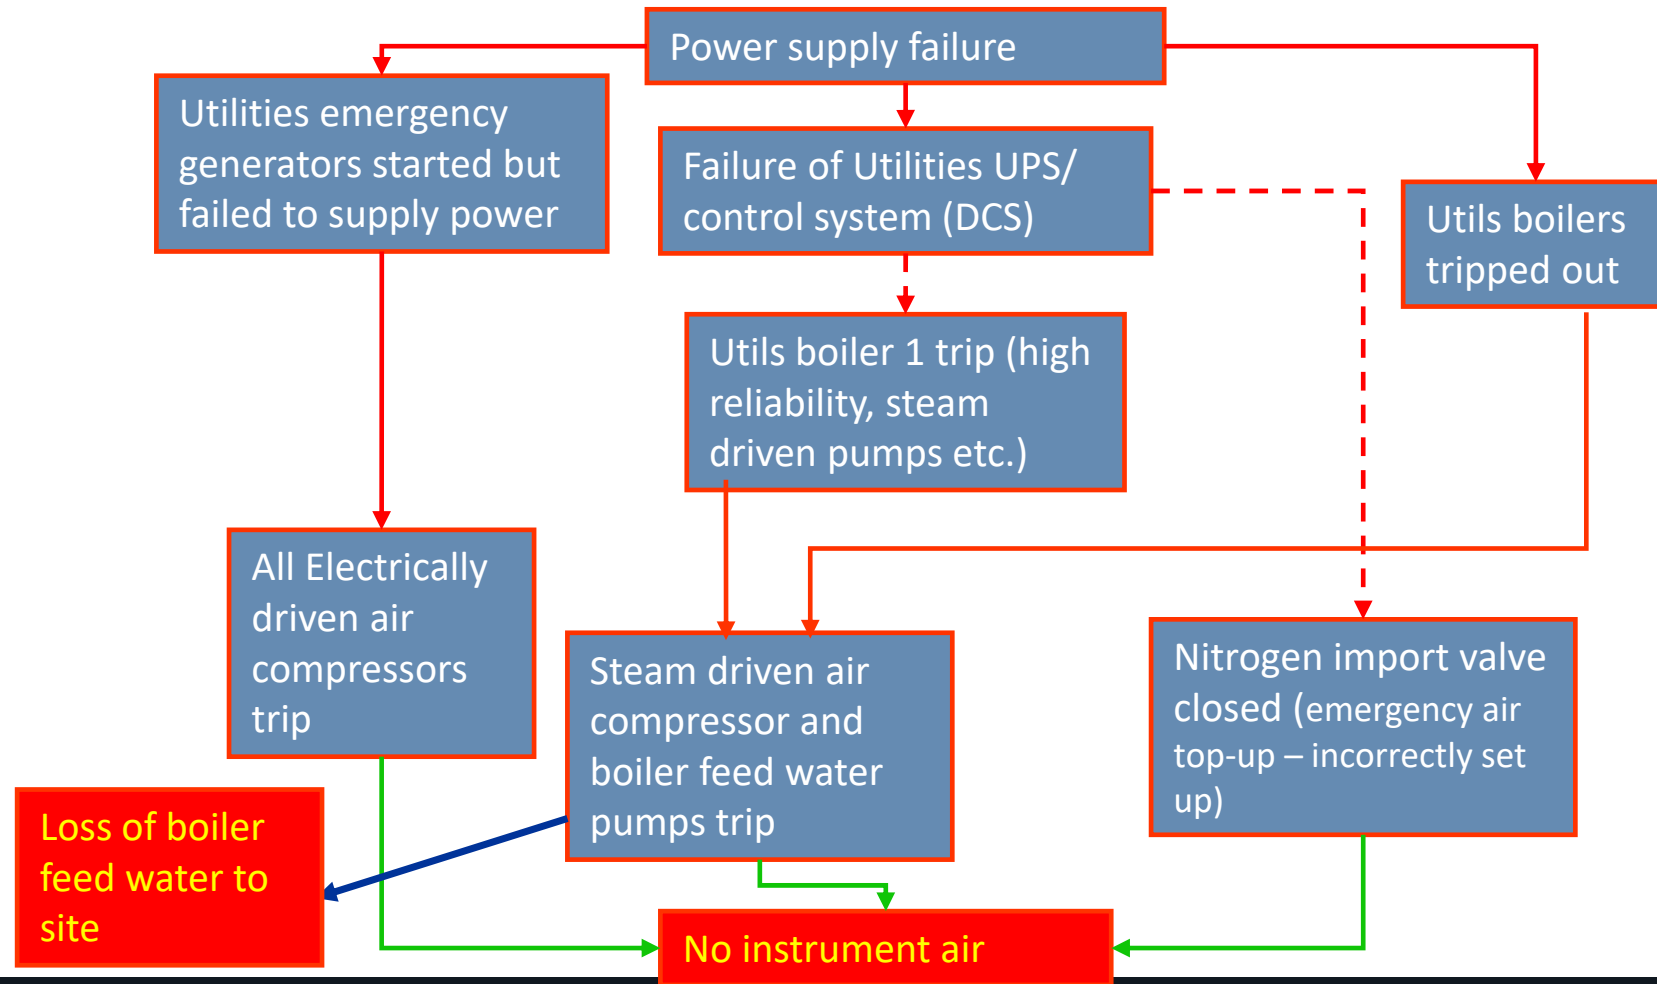 Power supply failure
Utilities emergency
generators started but
failed to supply power
Failure of Utilities UPS/
control system (DCS)
Utils boilers
tripped out
Utils boiler 1 trip (high
reliability, steam
driven pumps etc.)
All Electrically
driven air
compressors
trip
Steam driven air
compressor and
boiler feed water
pumps trip
Nitrogen import valve
closed (emergency air
top-up – incorrectly set
up)
Loss of boiler
feed water to
site
No instrument air